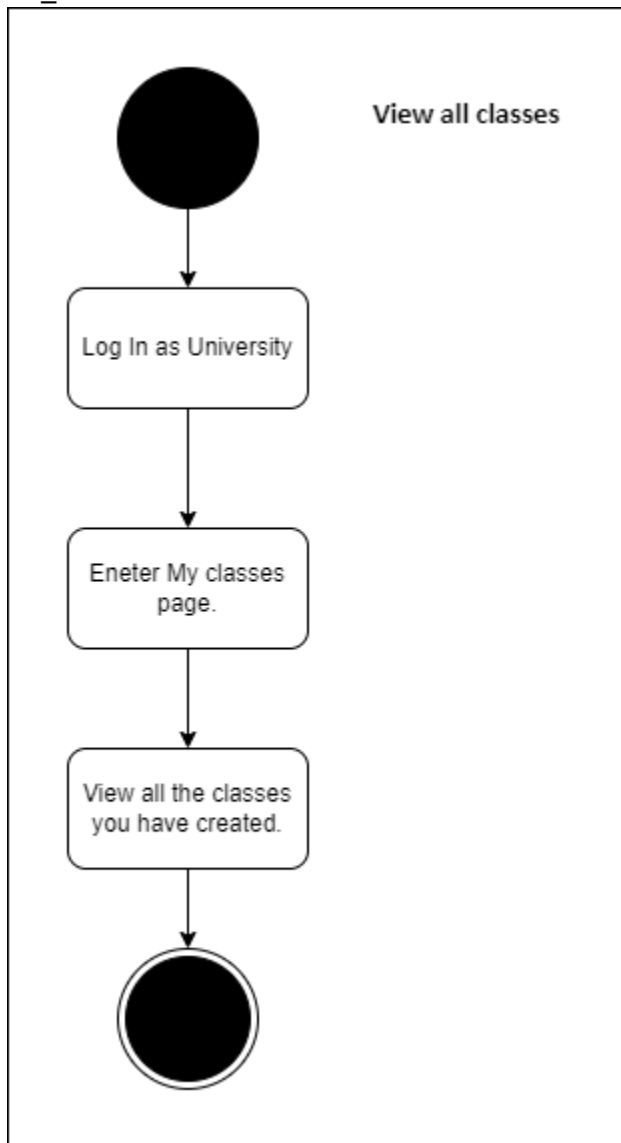 View all classes
Log In as University
Eneter My classes
page.
View all the classes
you have created.